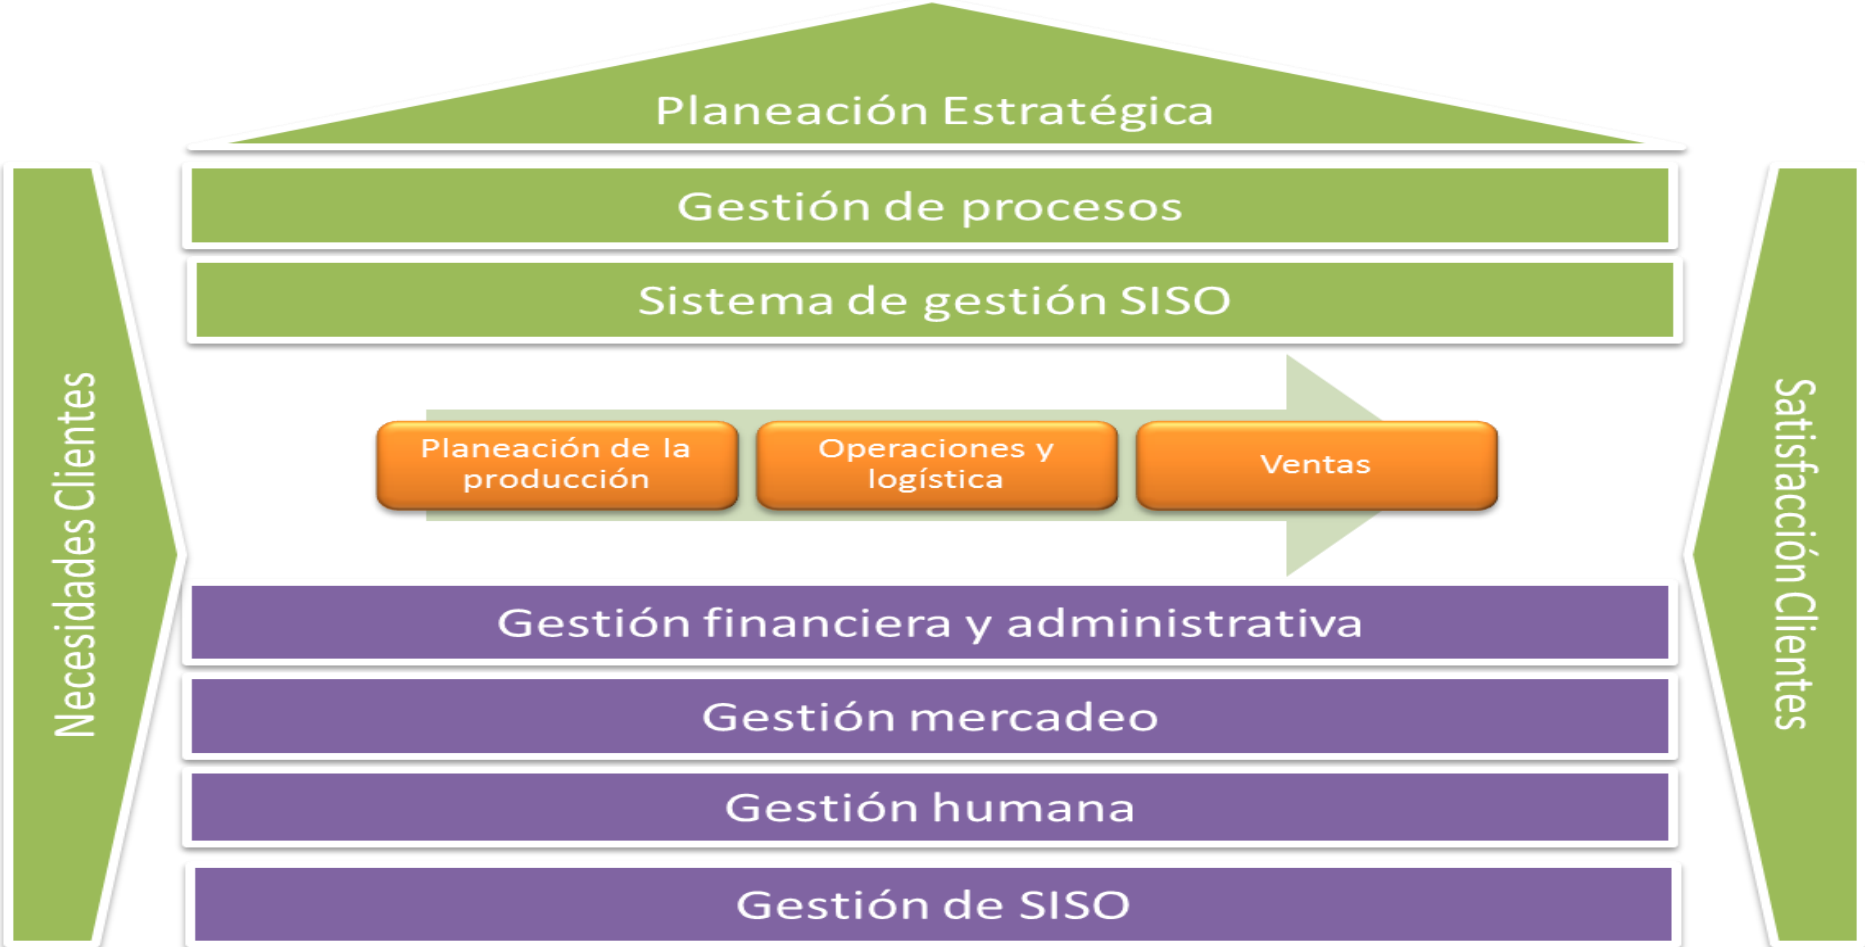 Planeación Estratégica
Gestión de procesos
Sistema de gestión SISO
Necesidades Clientes
Planeación de la
producción
Operaciones y
logística
Ventas
Satisfacción Clientes
Gestión financiera y administrativa
Gestión mercadeo
Gestión humana
Gestión de SISO